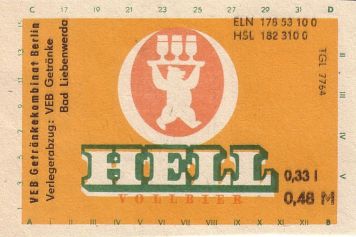 C 17 19 21 23 25 27 29 31 D
ELN 178 53 10 0
HSL 182 310 0
TGL 7764
VEB Getränkekombinat Berlin
Verlegerabzug: VEB Getränke
Bad Liebenwerda
HELL
VOLLBIER
0,33 l
0,48 M
A I II III IV V VI VII VIII IX X XI XII B